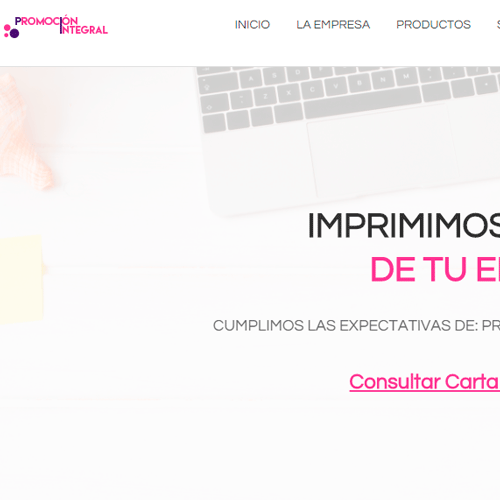 PROMOCIÓN
INTEGRAL
INICIO LA EMPRESA PRODUCTOS
IMPRIMIMOS
DE TU E
CUMPLIMOS LAS EXPECTATIVAS DE: PR
Consultar Carta